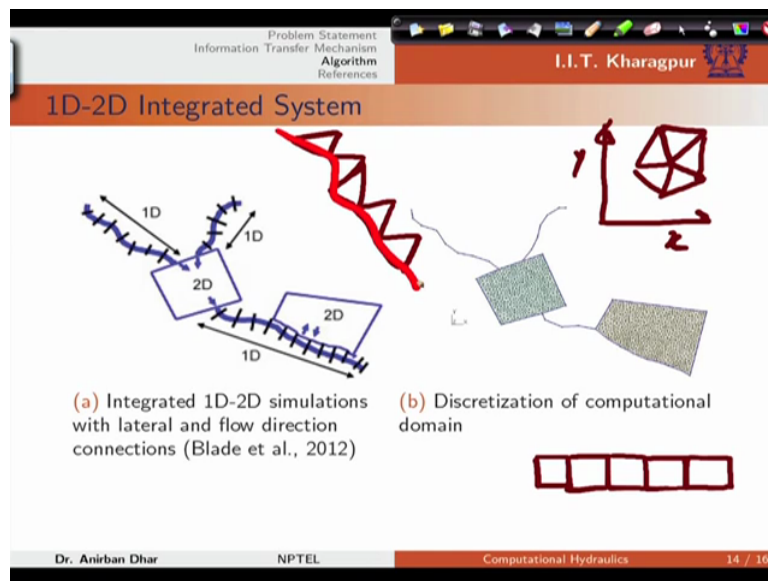 Problem Statement
Information Transfer Mechanism
Algorithm
References
I.I.T. Kharagpur
1D-2D Integrated System
1D
1D
2D
2D
1D
y
x
(a) Integrated 1D-2D simulations
with lateral and flow direction
connections (Blade et al., 2012)
(b) Discretization of computational
domain
Dr. Anirban Dhar NPTEL Computational Hydraulics 14 / 16